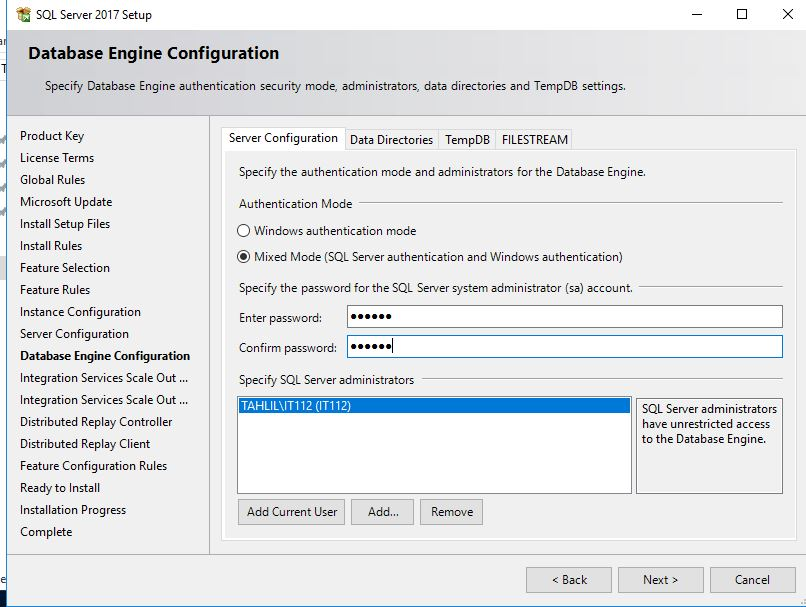 SQL Server 2017 Setup
Database Engine Configuration
Specify Database Engine authentication security mode, administrators, data directories and TempDB settings.
Product Key
License Terms
Global Rules
Microsoft Update
Install Setup Files
Install Rules
Feature Selection
Feature Rules
Instance Configuration
Server Configuration
Database Engine Configuration
Integration Services Scale Out ...
Integration Services Scale Out ...
Distributed Replay Controller
Distributed Replay Client
Feature Configuration Rules
Ready to Install
Installation Progress
Complete
Server Configuration Data Directories TempDB FILESTREAM
Specify the authentication mode and administrators for the Database Engine.
Authentication Mode
Windows authentication mode
Mixed Mode (SQL Server authentication and Windows authentication)
Specify the password for the SQL Server system administrator (sa) account.
Enter password: ●●●●●●
Confirm password: ●●●●●●
Specify SQL Server administrators
TAHLIL\IT112 (IT112)
SQL Server administrators
have unrestricted access
to the Database Engine.
Add Current User Add... Remove
< Back Next > Cancel